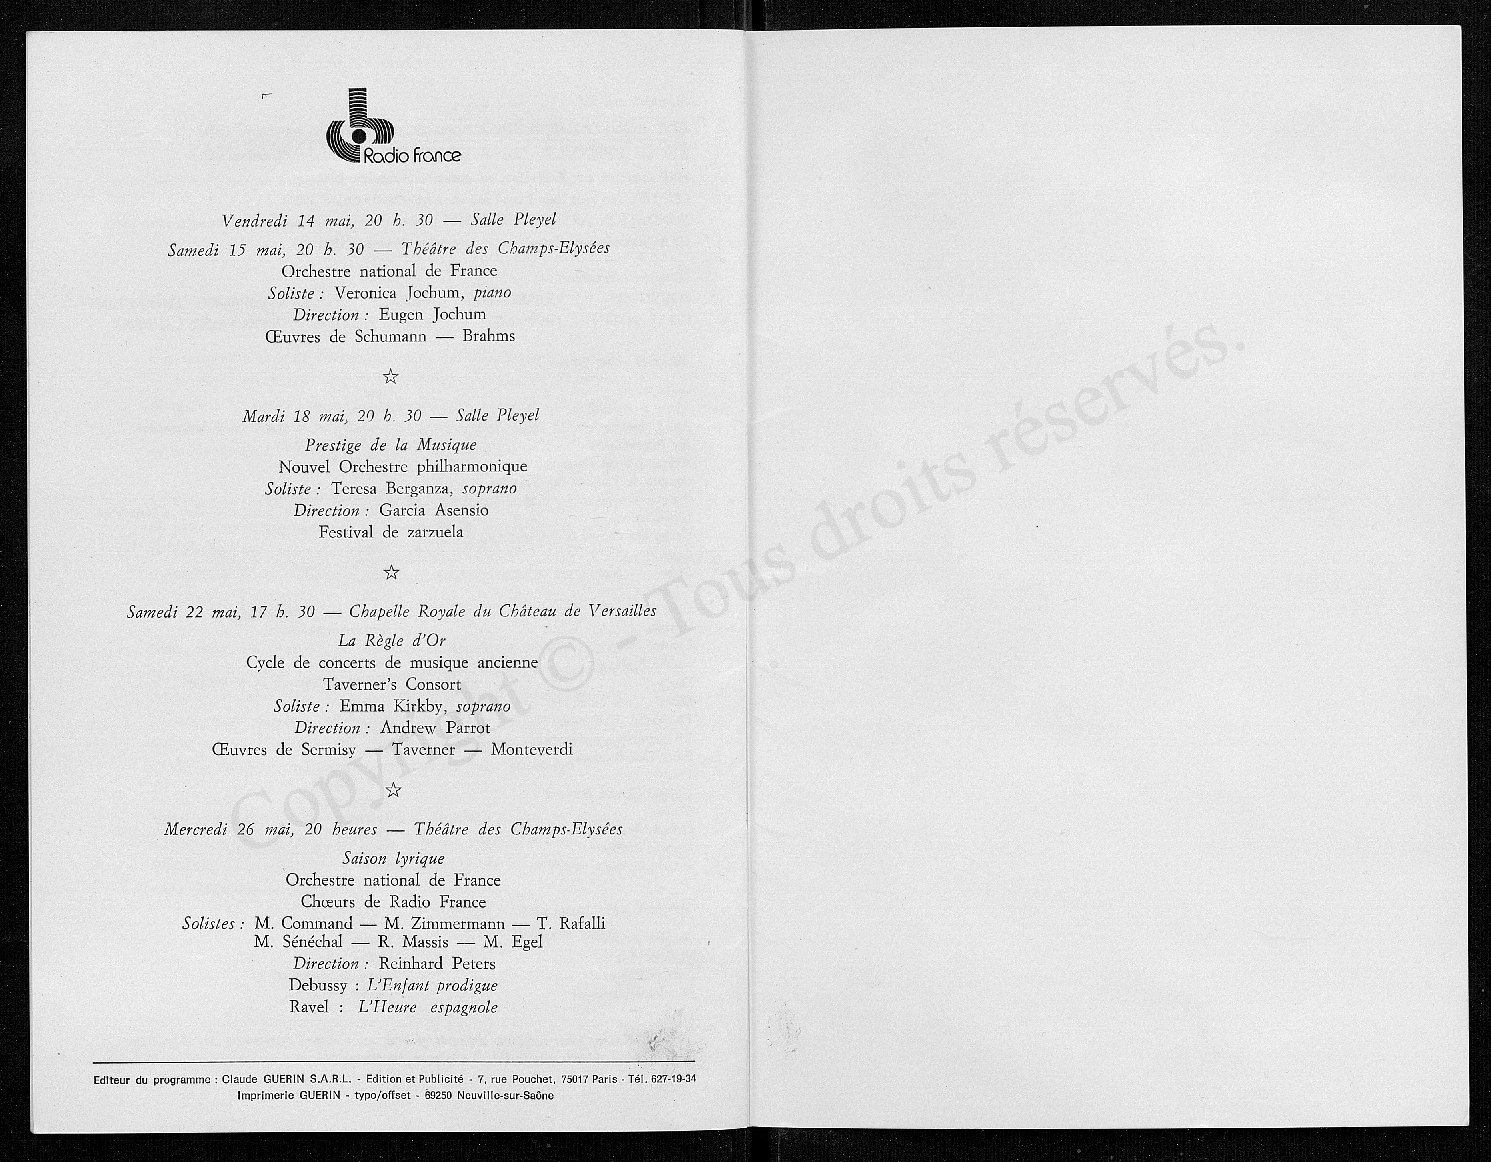 Radio France
Vendredi 14 mai, 20 h. 30 — Salle Pleyel
Samedi 15 mai, 20 h. 30 — Théâtre des Champs-Elysées
Orchestre national de France
Soliste : Veronica Jochum, piano
Direction : Eugen Jochum
Œuvres de Schumann — Brahms
☆
Mardi 18 mai, 20 h. 30 — Salle Pleyel
Prestige de la Musique
Nouvel Orchestre philharmonique
Soliste : Teresa Berganza, soprano
Direction : Garcia Asensio
Festival de zarzuela
☆
Samedi 22 mai, 17 h. 30 — Chapelle Royale du Château de Versailles
La Règle d'Or
Cycle de concerts de musique ancienne
Taverner's Consort
Soliste : Emma Kirkby, soprano
Direction : Andrew Parrot
Œuvres de Sermisy — Taverner — Monteverdi
☆
Mercredi 26 mai, 20 heures — Théâtre des Champs-Elysées
Saison lyrique
Orchestre national de France
Chœurs de Radio France
Solistes : M. Command — M. Zimmermann — T. Rafalli
M. Sénéchal — R. Massis — M. Egel
Direction : Reinhard Peters
Debussy : L'Enfant prodigue
Ravel : L'Heure espagnole
Editeur du programme : Claude GUERIN S.A.R.L. - Edition et Publicité - 7, rue Pouchet, 75017 Paris - Tél. 627-19-34
Imprimerie GUERIN - typo/offset - 69250 Neuville-sur-Saône
Copyright © - Tous droits réservés.